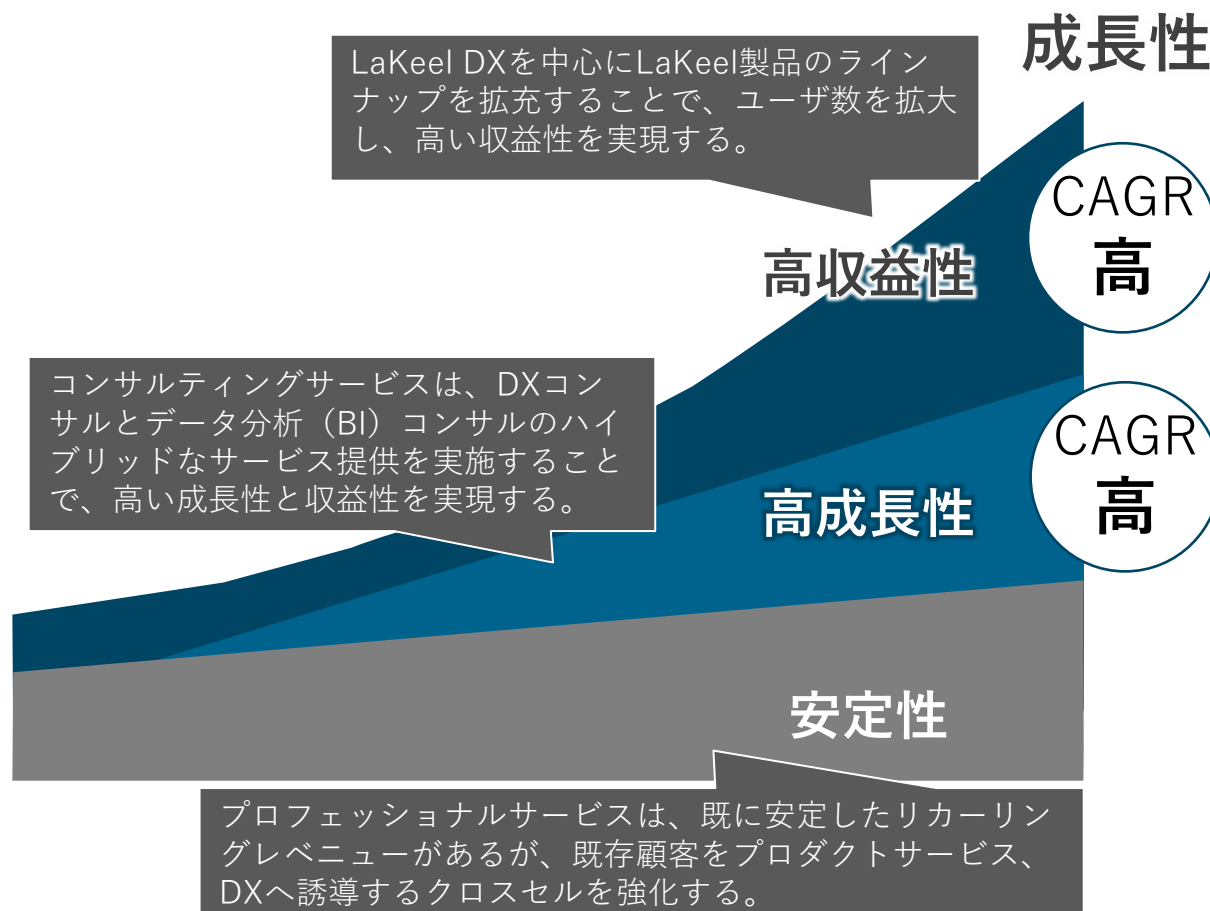 成長性
LaKeel DXを中心にLaKeel製品のライン
ナップを拡充することで、ユーザ数を拡大
し、高い収益性を実現する。
CAGR
高
高収益性
コンサルティングサービスは、DXコン
サルとデータ分析（BI）コンサルのハイ
ブリッドなサービス提供を実施すること
で、高い成長性と収益性を実現する。
CAGR
高
高成長性
安定性
プロフェッショナルサービスは、既に安定したリカーリン
グレベニューがあるが、既存顧客をプロダクトサービス、
DXへ誘導するクロスセルを強化する。